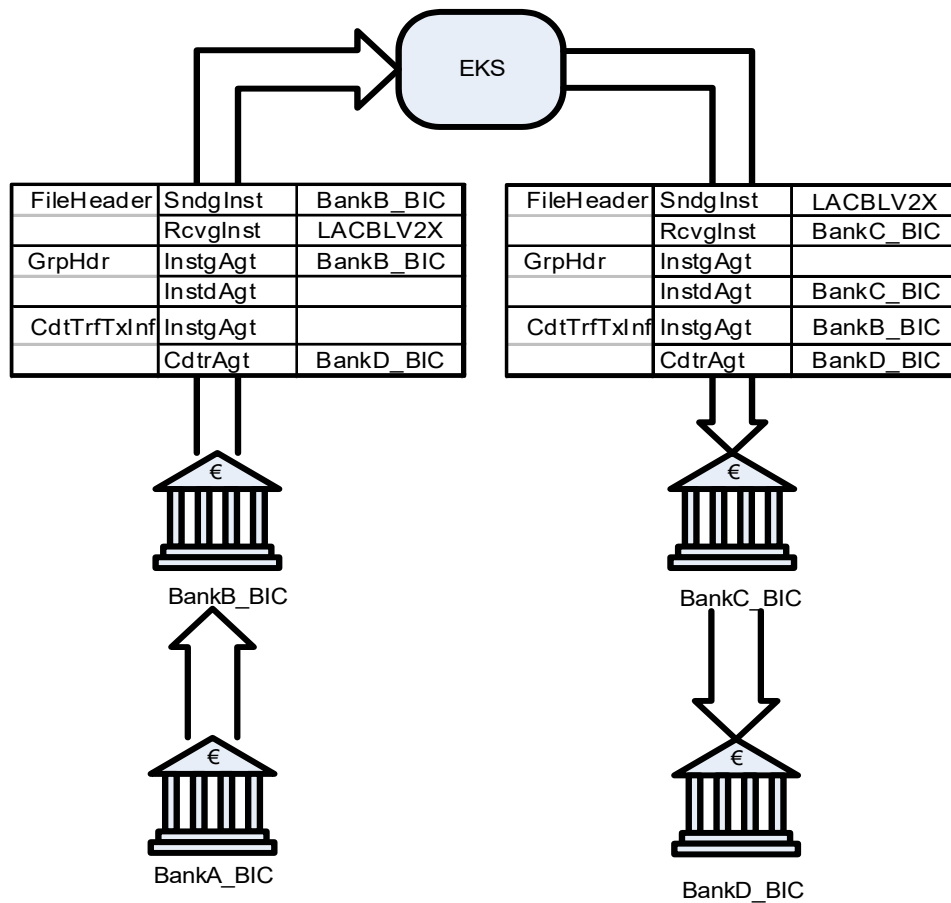 EKS
FileHeader SndgInst BankB_BIC
RcvgInst LACBLV2X
GrpHdr InstgAgt BankB_BIC
InstdAgt
CdtTrfTxInf InstgAgt
CdtrAgt BankD_BIC
FileHeader SndgInst LACBLV2X
RcvgInst BankC_BIC
GrpHdr InstgAgt
InstdAgt BankC_BIC
CdtTrfTxInf InstgAgt BankB_BIC
CdtrAgt BankD_BIC
€
BankB_BIC
€
BankC_BIC
€
BankA_BIC
€
BankD_BIC